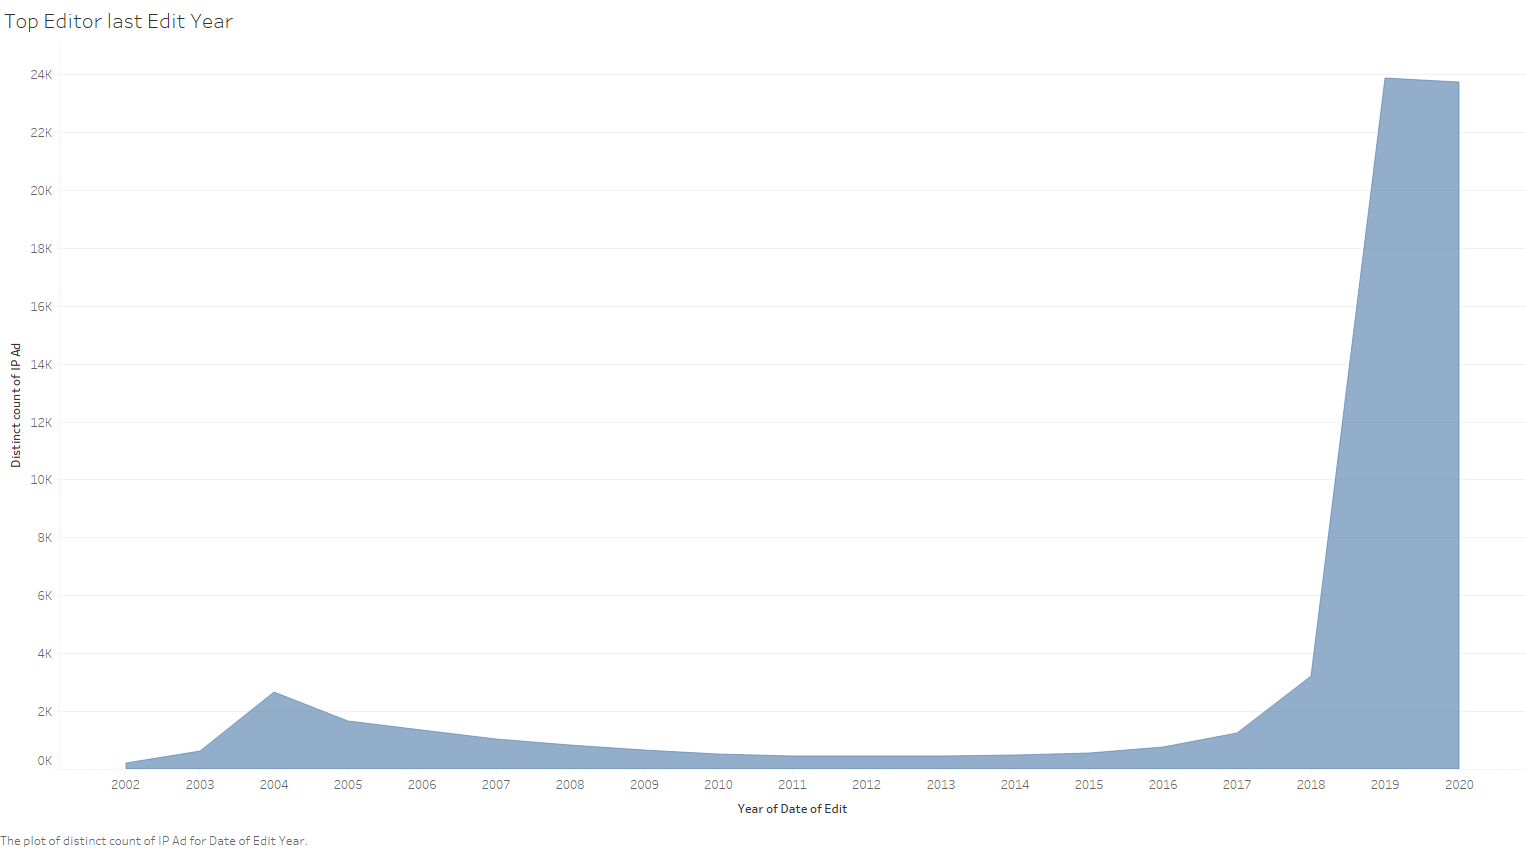 Top Editor last Edit Year
24K
22K
20K
18K
16K
14K
12K
10K
8K
6K
4K
2K
0K
Distinct count of IP Ad
2002 2003 2004 2005 2006 2007 2008 2009 2010 2011 2012 2013 2014 2015 2016 2017 2018 2019 2020
Year of Date of Edit
The plot of distinct count of IP Ad for Date of Edit Year.